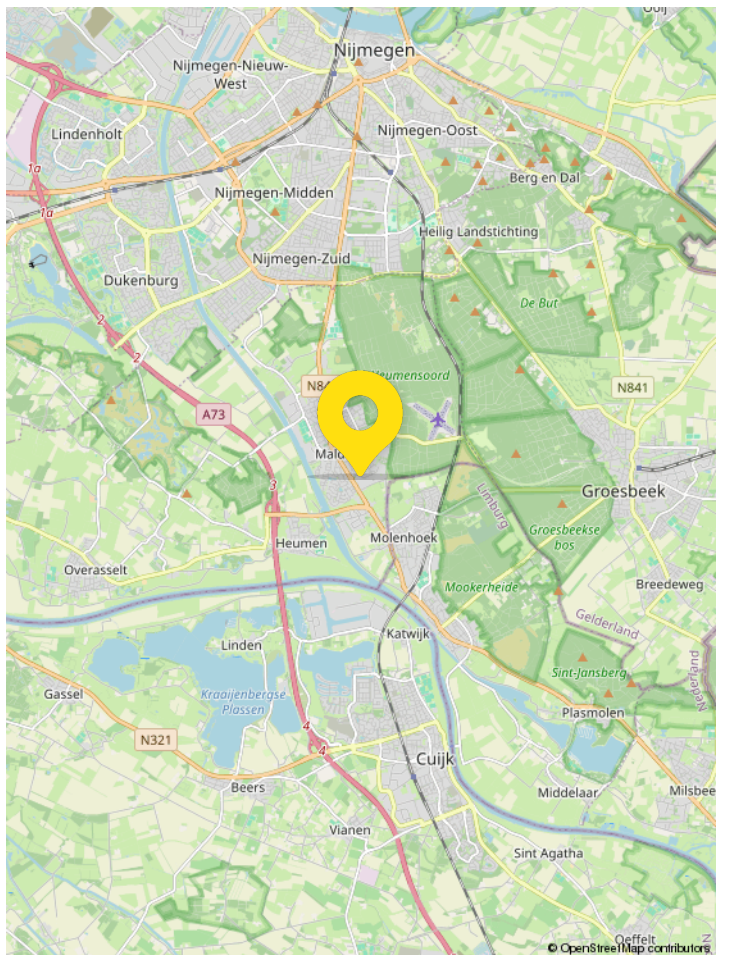 Ooij
Nijmegen
Nijmegen-Nieuw-
West
Lindenholt
Nijmegen-Oost
1a
Berg en Dal
Nijmegen-Midden
1a
Heilig Landstichting
Nijmegen-Zuid
Dukenburg
De But
2
2
Heumensoord
N841
A73
3
Groesbeek
Limburg
Groesbeekse
bos
Molenhoek
Heumen
Overasselt
Mookerheide
Breedeweg
Gelderland
Katwijk
Linden
Nederland
Sint-Jansberg
Gassel
Kraaijenbergse
Plassen
Plasmolen
4
N321
4
Cuijk
Beers
Middelaar
Milsbee
Vianen
Sint Agatha
Oeffelt
© OpenStreetMap contributors